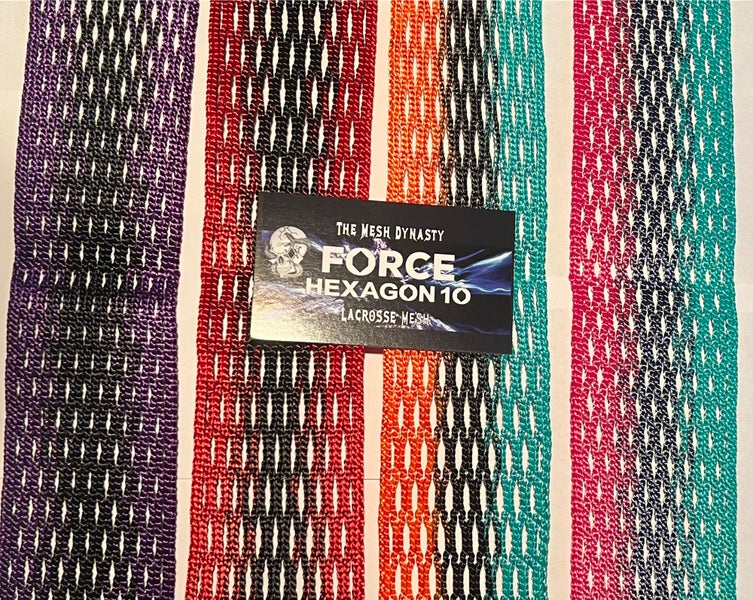 The Mesh Dynasty
FORCE
HEXAGON 10
Lacrosse Mesh